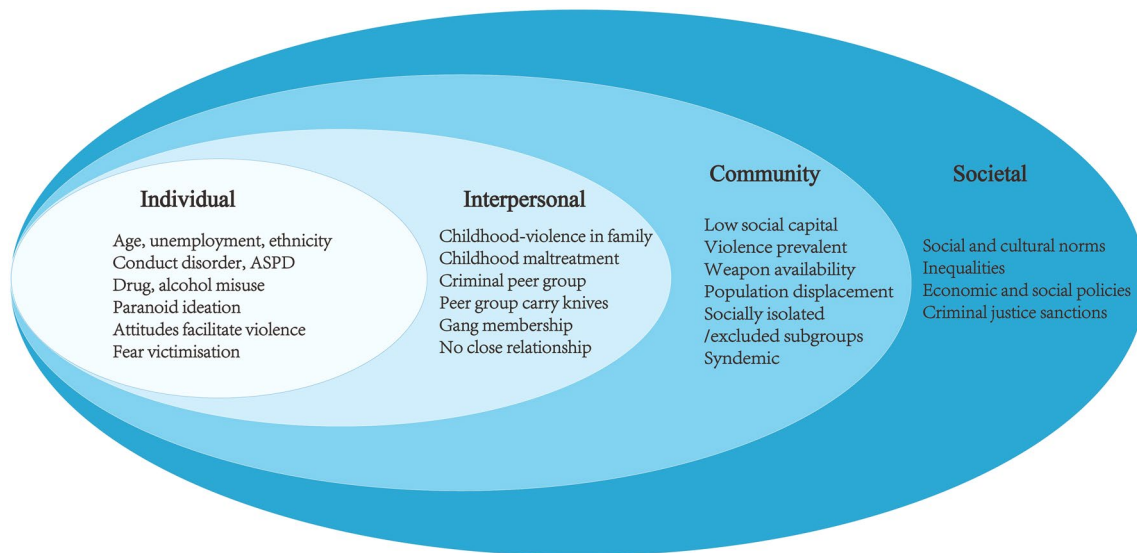 Individual
Age, unemployment, ethnicity
Conduct disorder, ASPD
Drug, alcohol misuse
Paranoid ideation
Attitudes facilitate violence
Fear victimisation
Interpersonal
Childhood-violence in family
Childhood maltreatment
Criminal peer group
Peer group carry knives
Gang membership
No close relationship
Community
Low social capital
Violence prevalent
Weapon availability
Population displacement
Socially isolated
/excluded subgroups
Syndemic
Societal
Social and cultural norms
Inequalities
Economic and social policies
Criminal justice sanctions